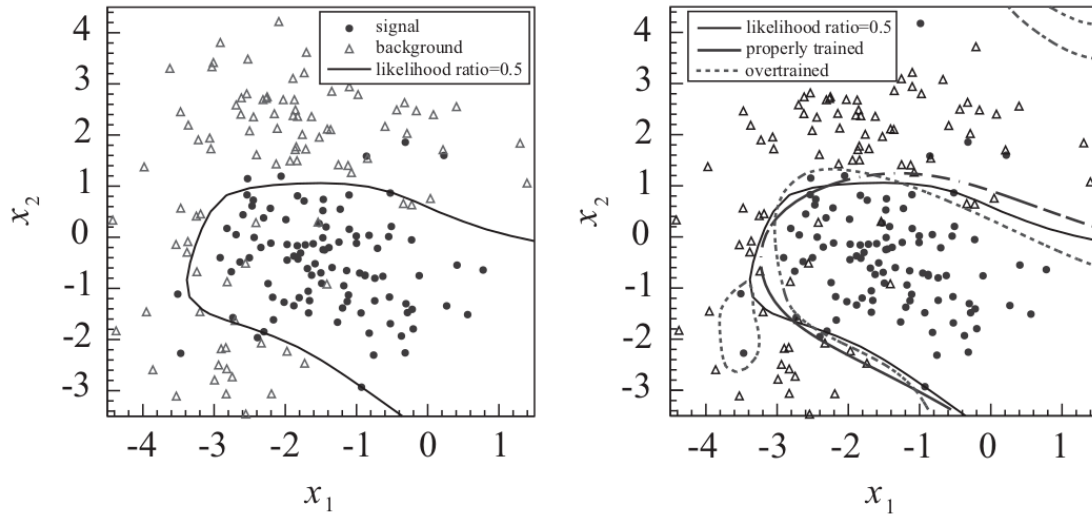 4
3
2
1
0
-1
-2
-3
x2
signal
background
likelihood ratio=0.5
-4 -3 -2 -1 0 1
x1
4
3
2
1
0
-1
-2
-3
x2
likelihood ratio=0.5
properly trained
overtrained
-4 -3 -2 -1 0 1
x1